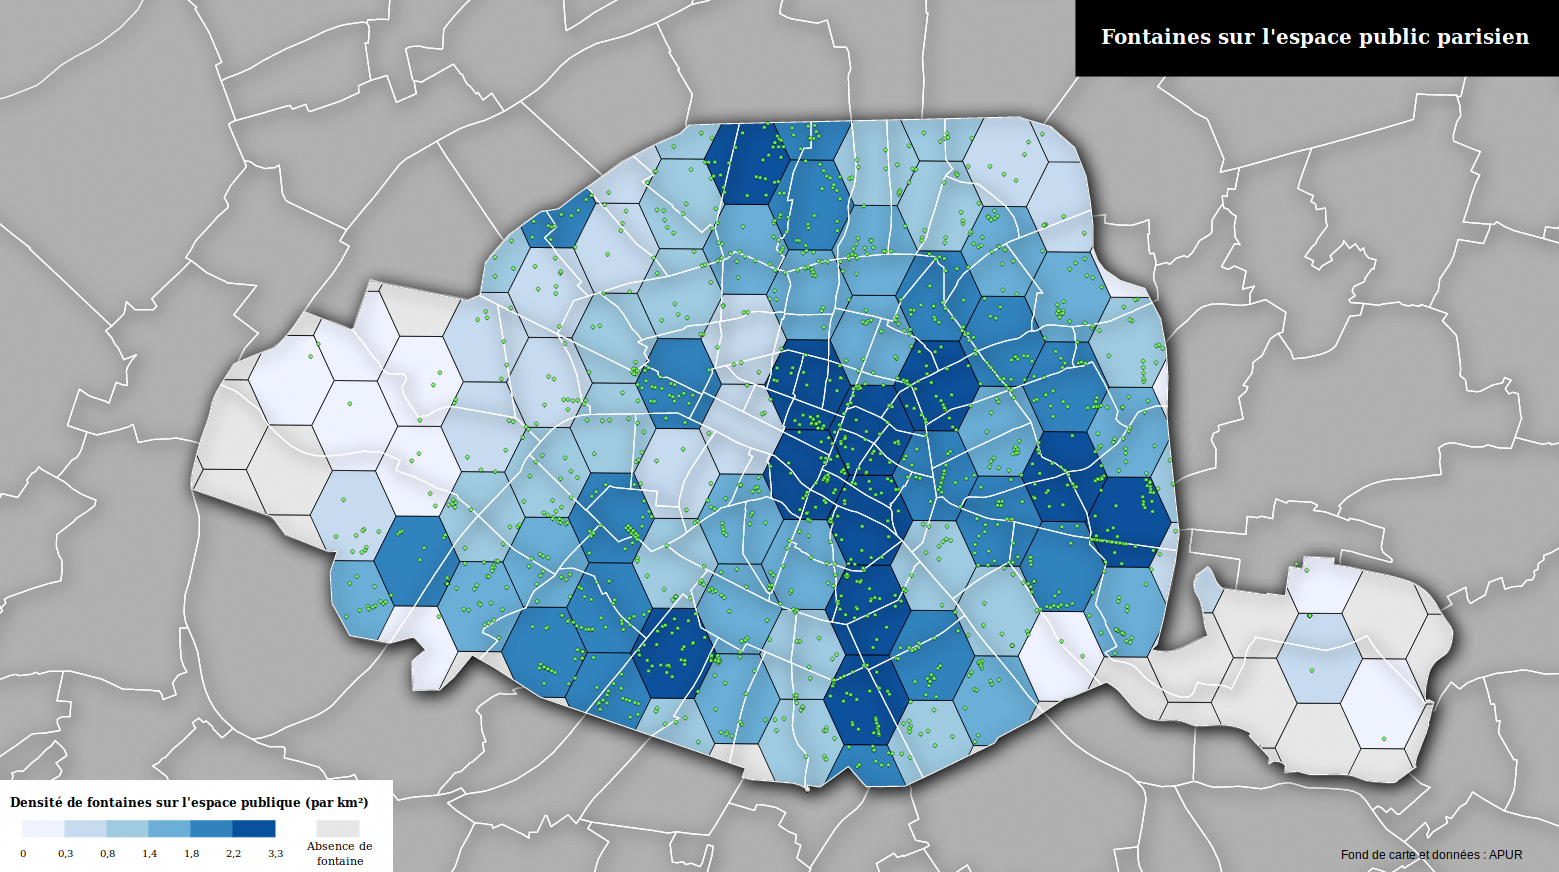 Fontaines sur l'espace public parisien
Densité de fontaines sur l'espace publique (par km²)
0 0,3 0,8 1,4 1,8 2,2 3,3
Absence de
fontaine
Fond de carte et données : APUR